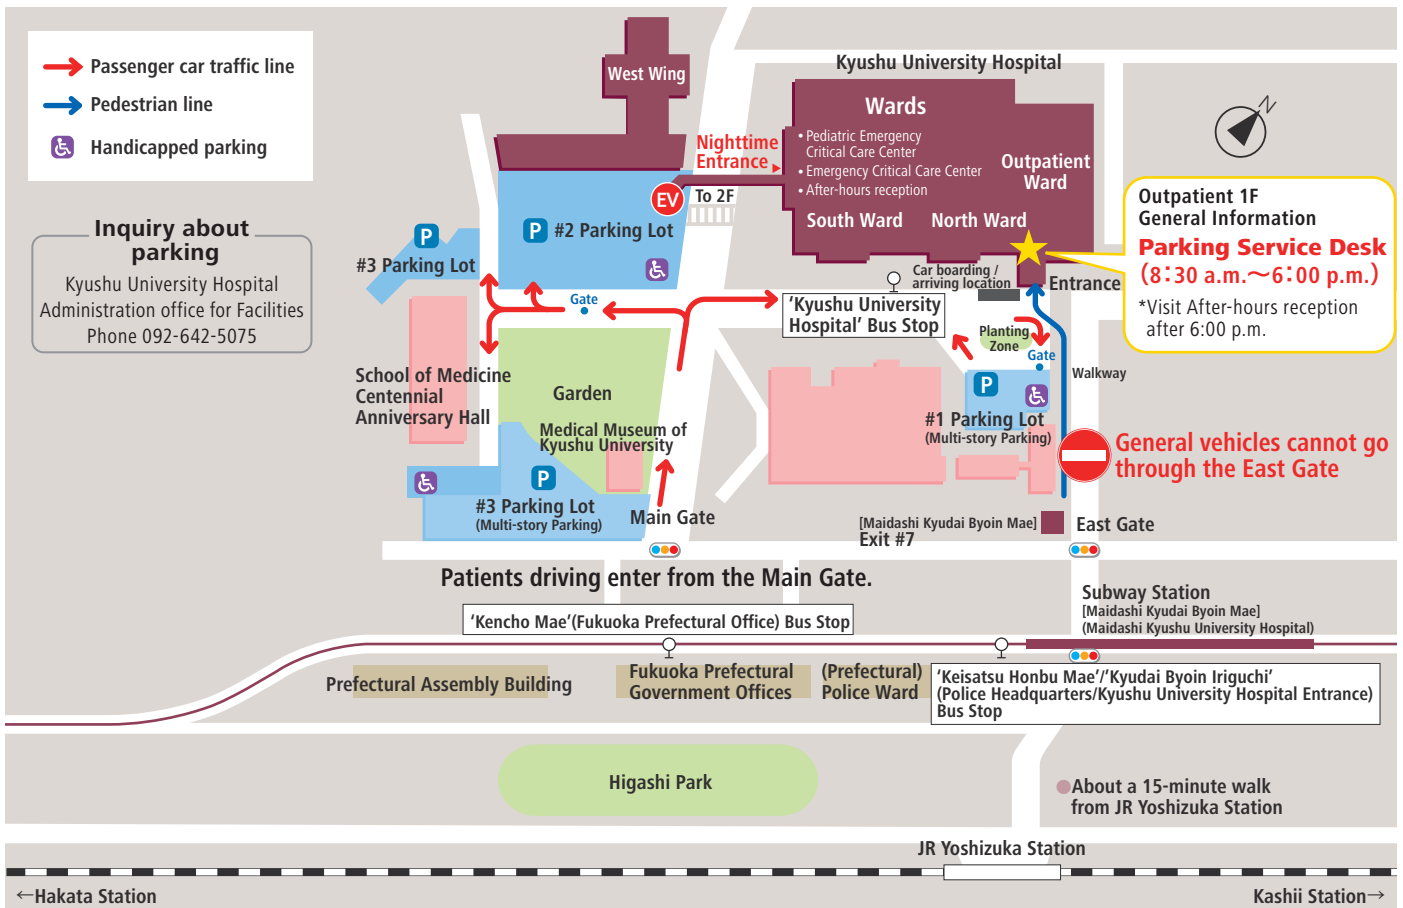 Passenger car traffic line
Pedestrian line
Handicapped parking
Inquiry about
parking
Kyushu University Hospital
Administration office for Facilities
Phone 092-642-5075
West Wing
Kyushu University Hospital
Wards
• Pediatric Emergency
Critical Care Center
• Emergency Critical Care Center
• After-hours reception
Outpatient
Ward
South Ward
North Ward
Nighttime
Entrance
EV
To 2F
N
Outpatient 1F
General Information
Parking Service Desk
(8:30 a.m.～6:00 p.m.)
*Visit After-hours reception
after 6:00 p.m.
P
#2 Parking Lot
P
#3 Parking Lot
Gate
Car boarding /
arriving location
Entrance
‘Kyushu University
Hospital’ Bus Stop
Planting
Zone
Gate
Walkway
P
#1 Parking Lot
(Multi-story Parking)
School of Medicine
Centennial
Anniversary Hall
Garden
Medical Museum of
Kyushu University
P
#3 Parking Lot
(Multi-story Parking)
Main Gate
General vehicles cannot go
through the East Gate
[Maidashi Kyudai Byoin Mae]
Exit #7
East Gate
Patients driving enter from the Main Gate.
Subway Station
[Maidashi Kyudai Byoin Mae]
(Maidashi Kyushu University Hospital)
‘Kencho Mae’(Fukuoka Prefectural Office) Bus Stop
Prefectural Assembly Building
Fukuoka Prefectural
Government Offices
(Prefectural)
Police Ward
‘Keisatsu Honbu Mae’/‘Kyudai Byoin Iriguchi’
(Police Headquarters/Kyushu University Hospital Entrance)
Bus Stop
Higashi Park
About a 15-minute walk
from JR Yoshizuka Station
JR Yoshizuka Station
←Hakata Station
Kashii Station→